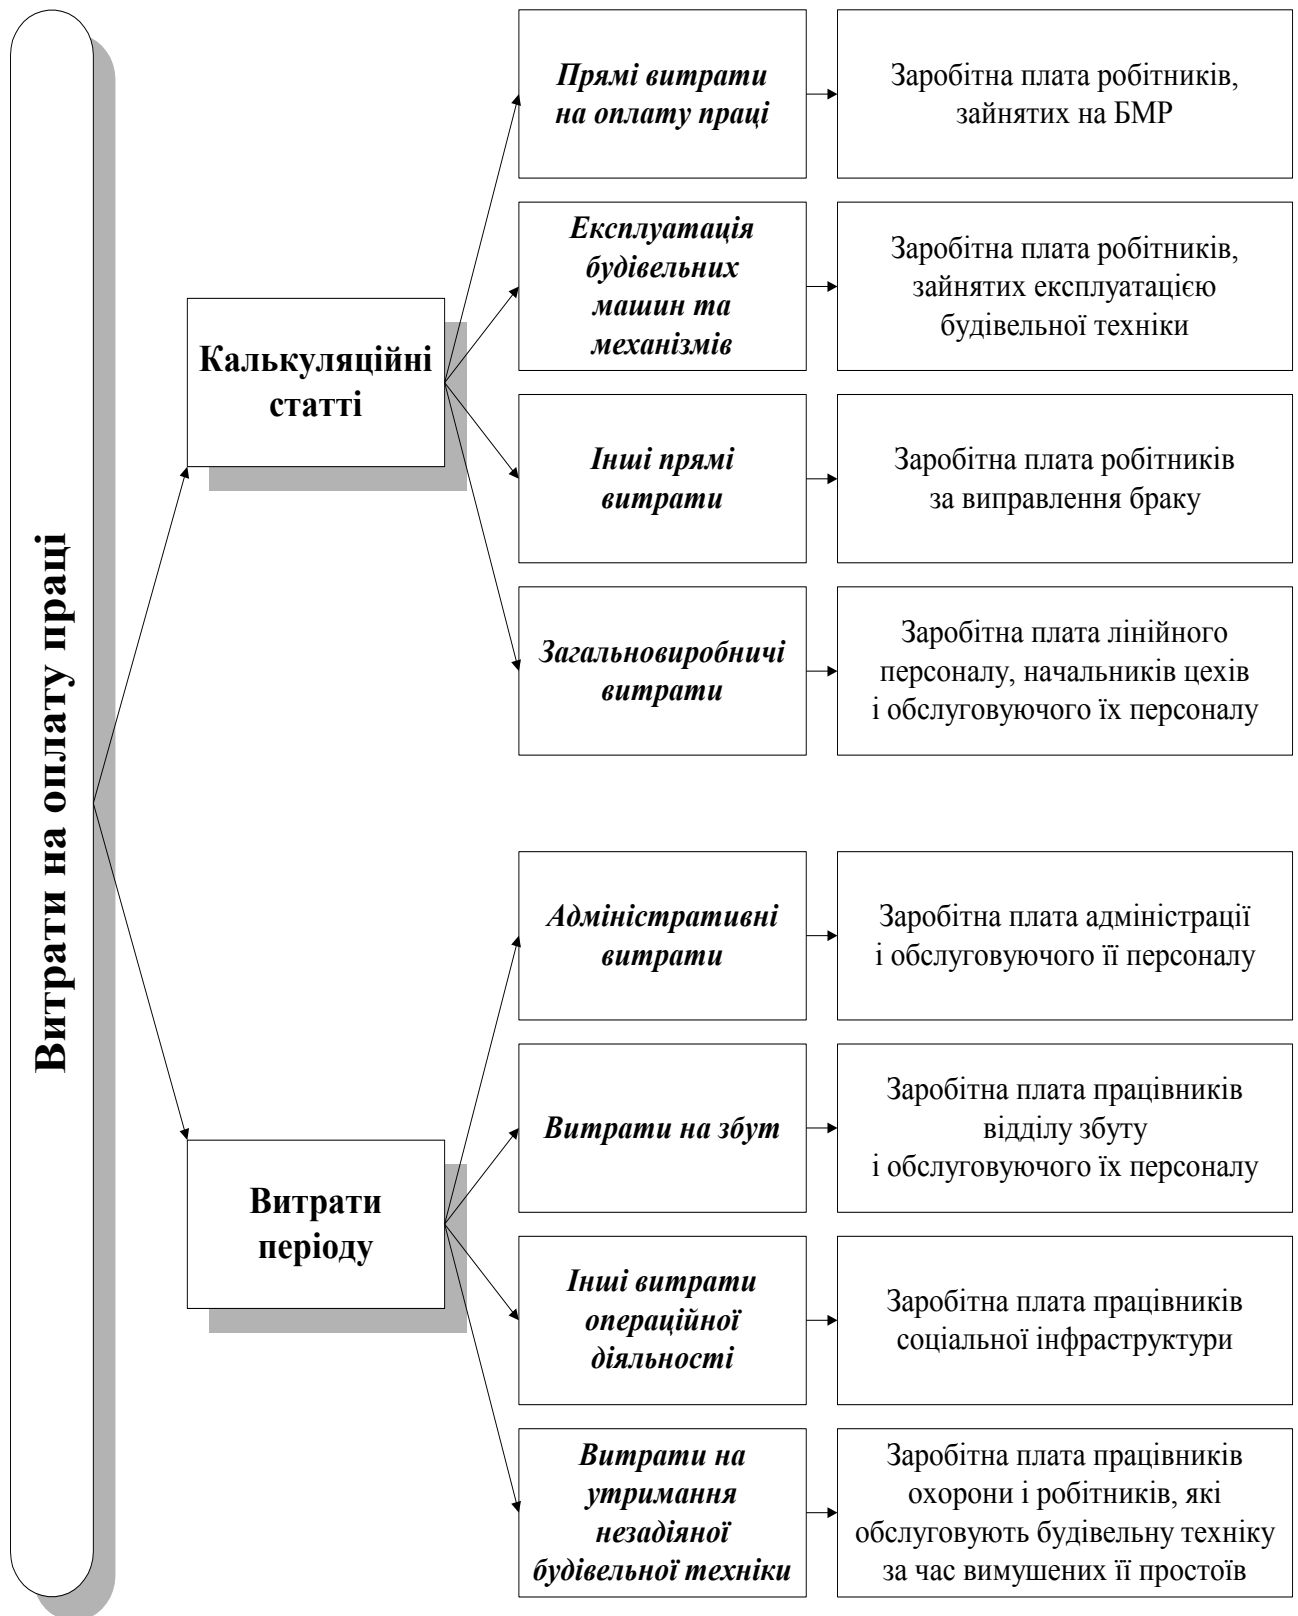 Витрати на оплату праці
Калькуляційні
статті
Прямі витрати
на оплату праці
Заробітна плата робітників,
зайнятих на БМР
Експлуатація
будівельних
машин та
механізмів
Заробітна плата робітників,
зайнятих експлуатацією
будівельної техніки
Інші прямі
витрати
Заробітна плата робітників
за виправлення браку
Загальновиробничі
витрати
Заробітна плата лінійного
персоналу, начальників цехів
і обслуговуючого їх персоналу
Витрати
періоду
Адміністративні
витрати
Заробітна плата адміністрації
і обслуговуючого її персоналу
Витрати на збут
Заробітна плата працівників
відділу збуту
і обслуговуючого їх персоналу
Інші витрати
операційної
діяльності
Заробітна плата працівників
соціальної інфраструктури
Витрати на
утримання
незадіяної
будівельної техніки
Заробітна плата працівників
охорони і робітників, які
обслуговують будівельну техніку
за час вимушених її простоїв